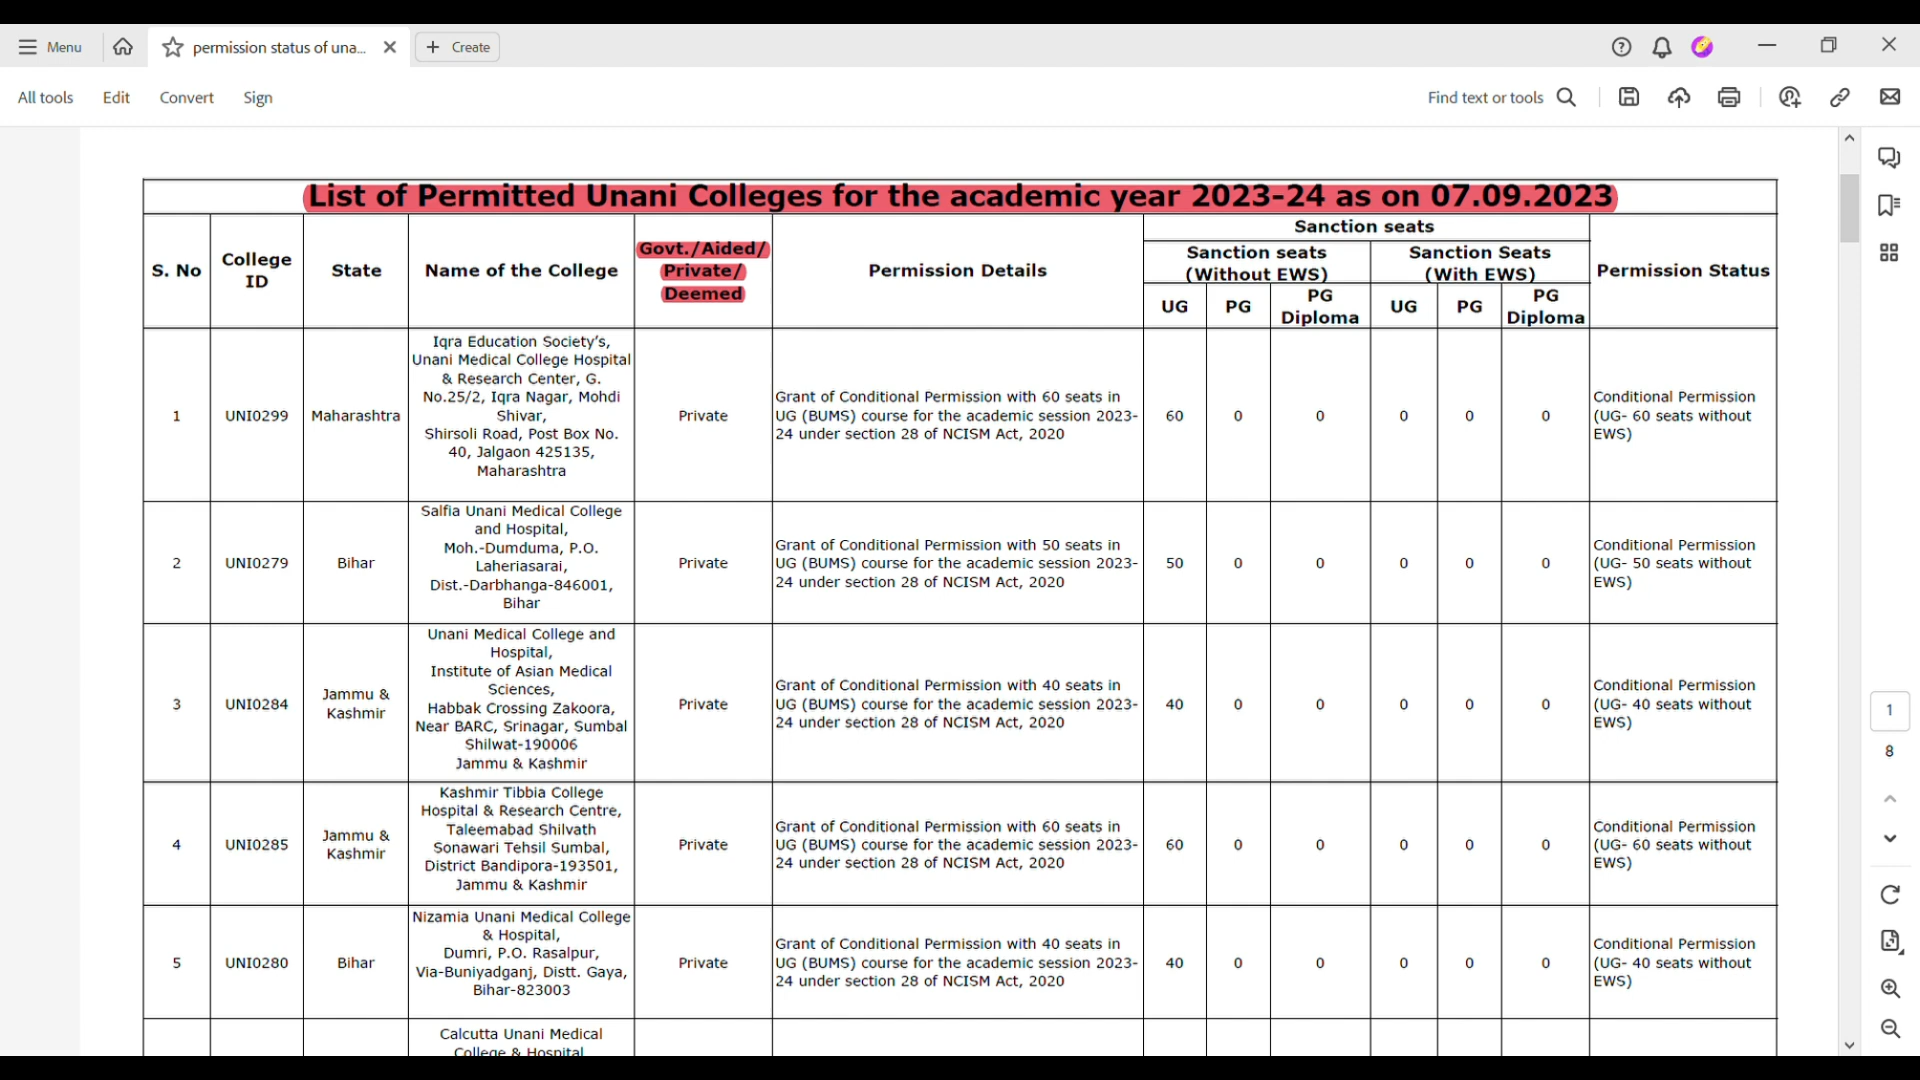 Menu
permission status of una...
Create
All tools
Edit
Convert
Sign
Find text or tools
List of Permitted Unani Colleges for the academic year 2023-24 as on 07.09.2023
S. No
College
ID
State
Name of the College
Govt./Aided/
Private/
Deemed
Permission Details
Sanction seats
Sanction seats
(Without EWS)
Sanction Seats
(With EWS)
UG
PG
PG
Diploma
UG
PG
PG
Diploma
Permission Status
1
UNI0299
Maharashtra
Iqra Education Society's,
Unani Medical College Hospital
& Research Center, G.
No.25/2, Iqra Nagar, Mohdi
Shivar,
Shirsoli Road, Post Box No.
40, Jalgaon 425135,
Maharashtra
Private
Grant of Conditional Permission with 60 seats in
UG (BUMS) course for the academic session 2023-
24 under section 28 of NCISM Act, 2020
60
0
0
0
0
0
Conditional Permission
(UG- 60 seats without
EWS)
2
UNI0279
Bihar
Salfia Unani Medical College
and Hospital,
Moh.-Dumduma, P.O.
Laheriasarai,
Dist.-Darbhanga-846001,
Bihar
Private
Grant of Conditional Permission with 50 seats in
UG (BUMS) course for the academic session 2023-
24 under section 28 of NCISM Act, 2020
50
0
0
0
0
0
Conditional Permission
(UG- 50 seats without
EWS)
3
UNI0284
Jammu &
Kashmir
Unani Medical College and
Hospital,
Institute of Asian Medical
Sciences,
Habbak Crossing Zakoora,
Near BARC, Srinagar, Sumbal
Shilwat-190006
Jammu & Kashmir
Private
Grant of Conditional Permission with 40 seats in
UG (BUMS) course for the academic session 2023-
24 under section 28 of NCISM Act, 2020
40
0
0
0
0
0
Conditional Permission
(UG- 40 seats without
EWS)
4
UNI0285
Jammu &
Kashmir
Kashmir Tibbia College
Hospital & Research Centre,
Taleemabad Shilvath
Sonawari Tehsil Sumbal,
District Bandipora-193501,
Jammu & Kashmir
Private
Grant of Conditional Permission with 60 seats in
UG (BUMS) course for the academic session 2023-
24 under section 28 of NCISM Act, 2020
60
0
0
0
0
0
Conditional Permission
(UG- 60 seats without
EWS)
5
UNI0280
Bihar
Nizamia Unani Medical College
& Hospital,
Dumri, P.O. Rasalpur,
Via-Buniyadganj, Distt. Gaya,
Bihar-823003
Private
Grant of Conditional Permission with 40 seats in
UG (BUMS) course for the academic session 2023-
24 under section 28 of NCISM Act, 2020
40
0
0
0
0
0
Conditional Permission
(UG- 40 seats without
EWS)
Calcutta Unani Medical
College & Hospital
1
8